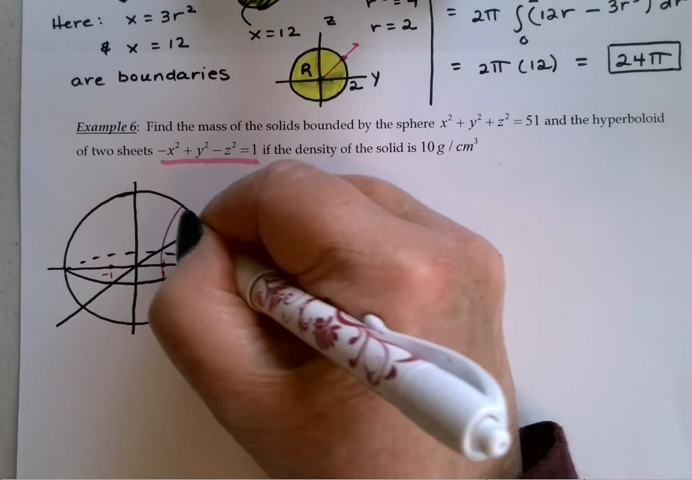 Here: x = 3r²
& x = 12
are boundaries
x=12
r=2
z
R
2 y
= 2π ∫ (12r - 3r
0
= 2π (12) = 24π
Example 6: Find the mass of the solids bounded by the sphere x² + y² + z² = 51 and the hyperboloid
of two sheets -x² + y² - z² = 1 if the density of the solid is 10 g / cm³
-1